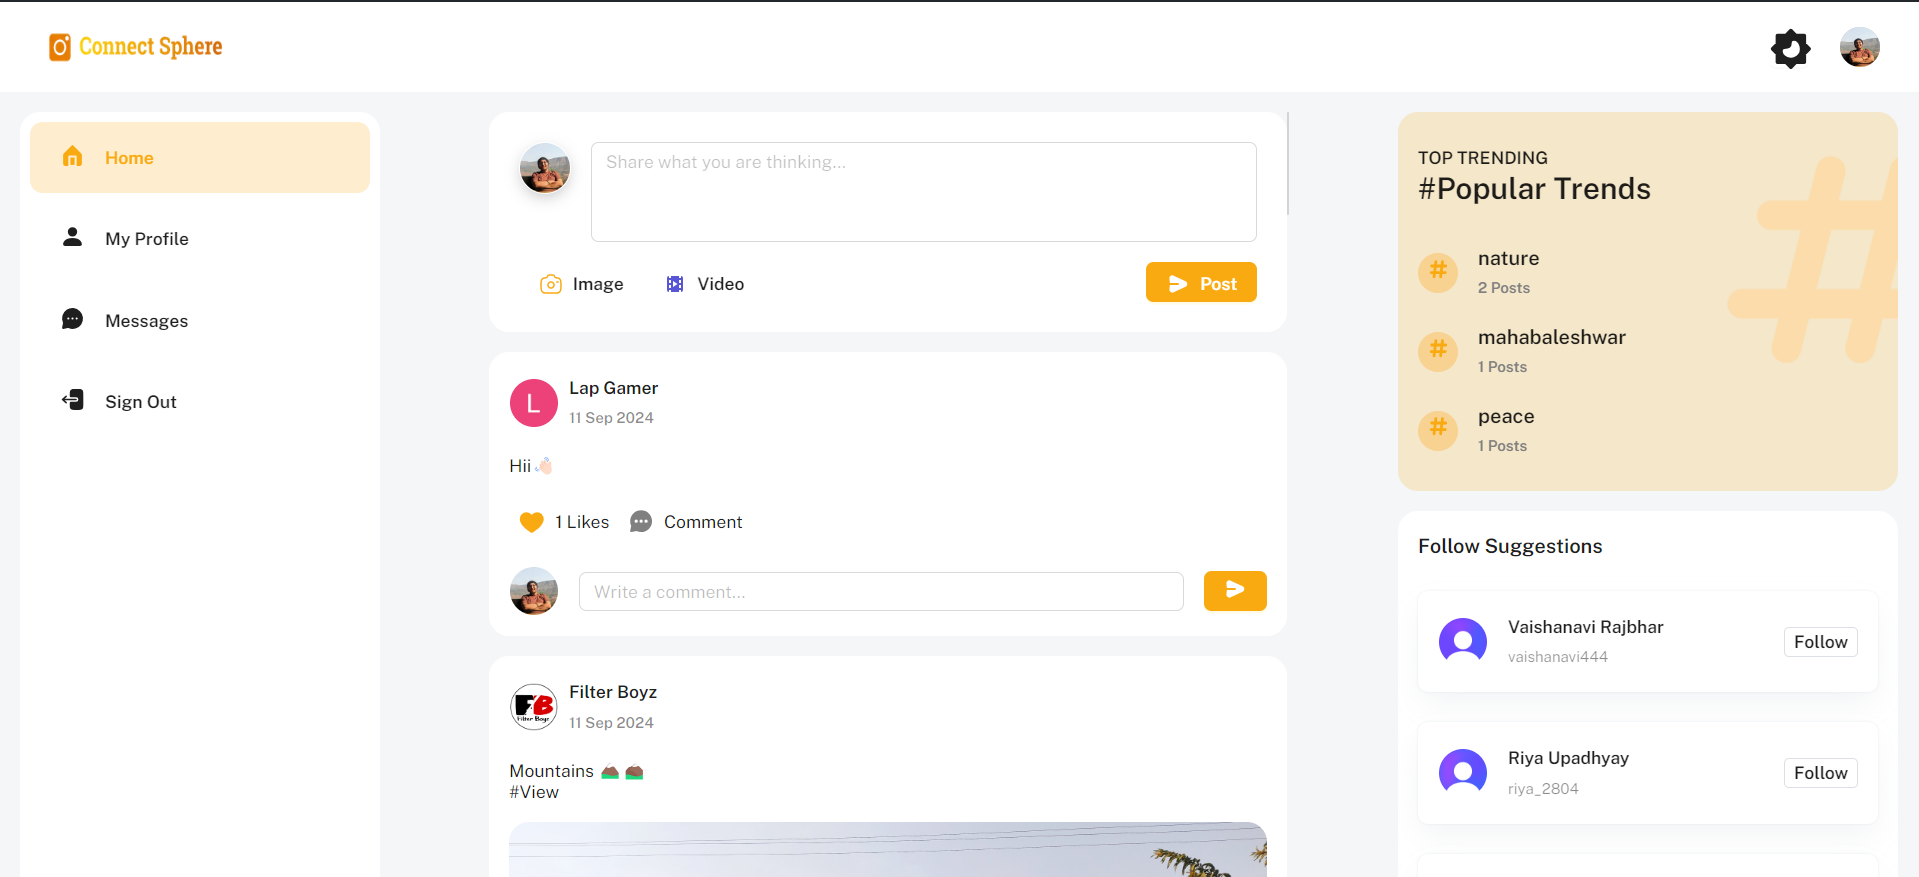 Connect Sphere
Home
My Profile
Messages
Sign Out
Share what you are thinking...
Image
Video
Post
L
Lap Gamer
11 Sep 2024
Hii 👋🏻
1 Likes
Comment
Write a comment...
FB
Filter Boyz
Filter Boyz
11 Sep 2024
Mountains ⛰️ ⛰️
#View
TOP TRENDING
#Popular Trends
#
nature
2 Posts
#
mahabaleshwar
1 Posts
#
peace
1 Posts
#
Follow Suggestions
Vaishanavi Rajbhar
vaishanavi444
Follow
Riya Upadhyay
riya_2804
Follow